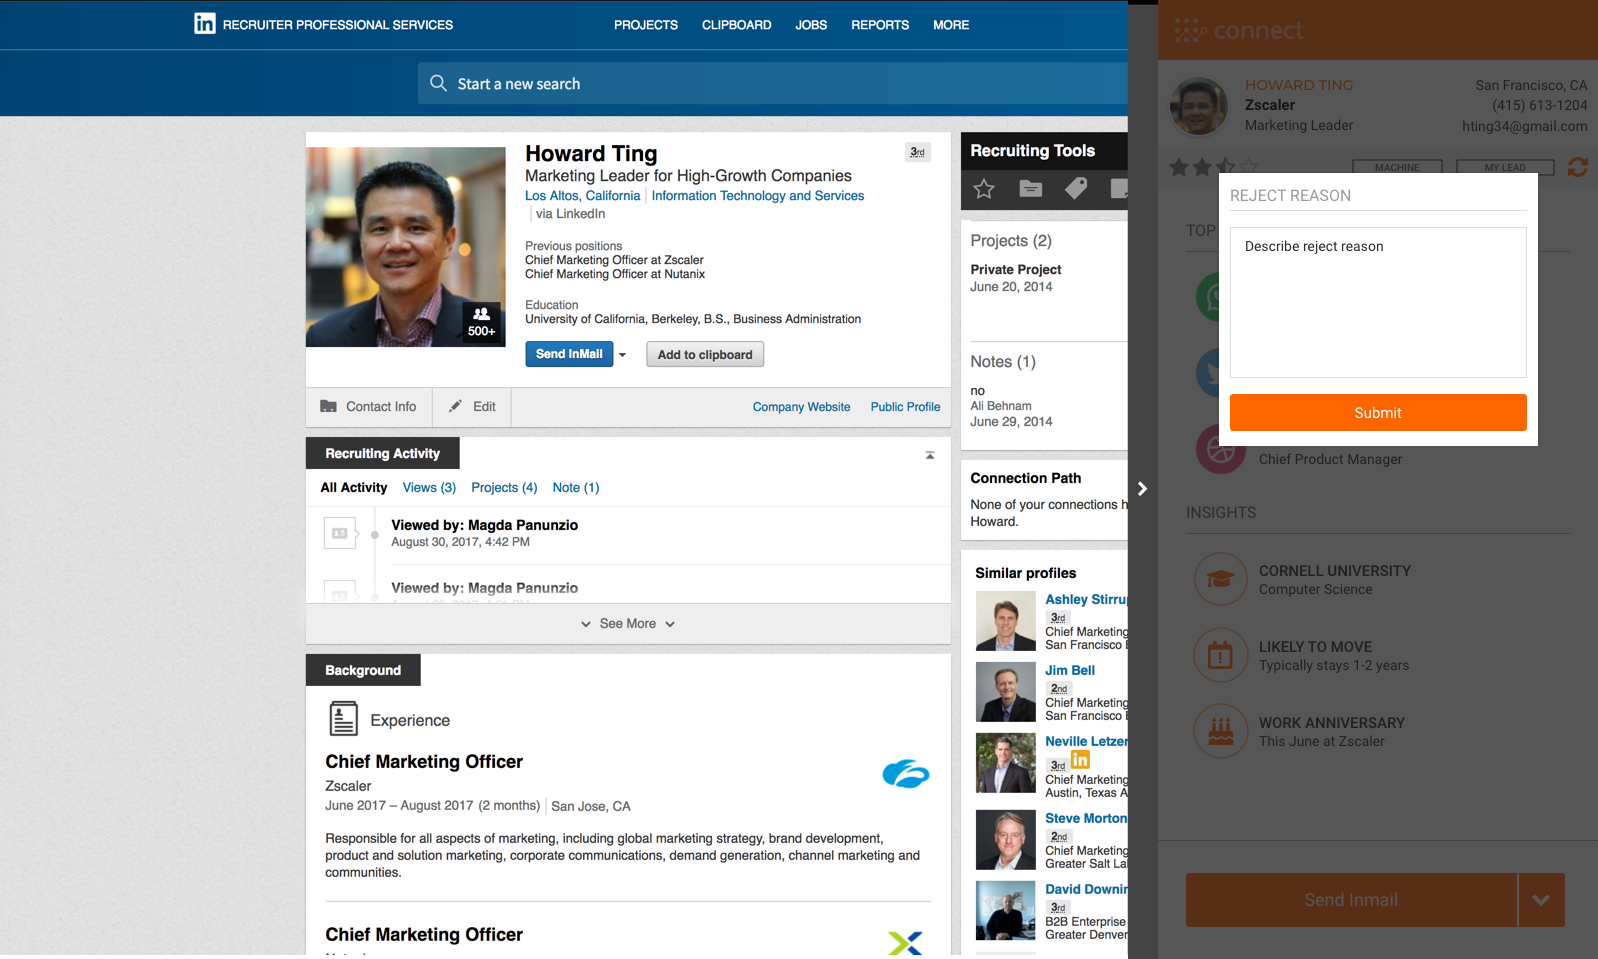 in RECRUITER PROFESSIONAL SERVICES
PROJECTS CLIPBOARD JOBS REPORTS MORE
Start a new search
Howard Ting
3rd
Marketing Leader for High-Growth Companies
Los Altos, California Information Technology and Services
via LinkedIn
Previous positions
Chief Marketing Officer at Zscaler
Chief Marketing Officer at Nutanix
Education
University of California, Berkeley, B.S., Business Administration
500+
Send InMail Add to clipboard
Contact Info Edit Company Website Public Profile
Recruiting Activity
All Activity Views (3) Projects (4) Note (1)
Viewed by: Magda Panunzio
August 30, 2017, 4:42 PM
Viewed by: Magda Panunzio
See More
Background
Experience
Chief Marketing Officer
Zscaler
June 2017 – August 2017 (2 months) San Jose, CA
Responsible for all aspects of marketing, including global marketing strategy, brand development,
product and solution marketing, corporate communications, demand generation, channel marketing and
communities.
Chief Marketing Officer
Recruiting Tools
Projects (2)
Private Project
June 20, 2014
Notes (1)
no
Ali Behnam
June 29, 2014
Connection Path
None of your connections h
Howard.
Similar profiles
Ashley Stirrup
3rd
Chief Marketing
San Francisco B
Jim Bell
2nd
Chief Marketing
San Francisco B
Neville Letzer
3rd in
Chief Marketing
Austin, Texas A
Steve Morton
2nd
Chief Marketing
Greater Salt La
David Downin
3rd
B2B Enterprise
Greater Denver
connect
HOWARD TING
Zscaler
Marketing Leader
San Francisco, CA
(415) 613-1204
hting34@gmail.com
MACHINE MY LEAD
TOP
REJECT REASON
Describe reject reason
Submit
Chief Product Manager
INSIGHTS
CORNELL UNIVERSITY
Computer Science
LIKELY TO MOVE
Typically stays 1-2 years
WORK ANNIVERSARY
This June at Zscaler
Send Inmail